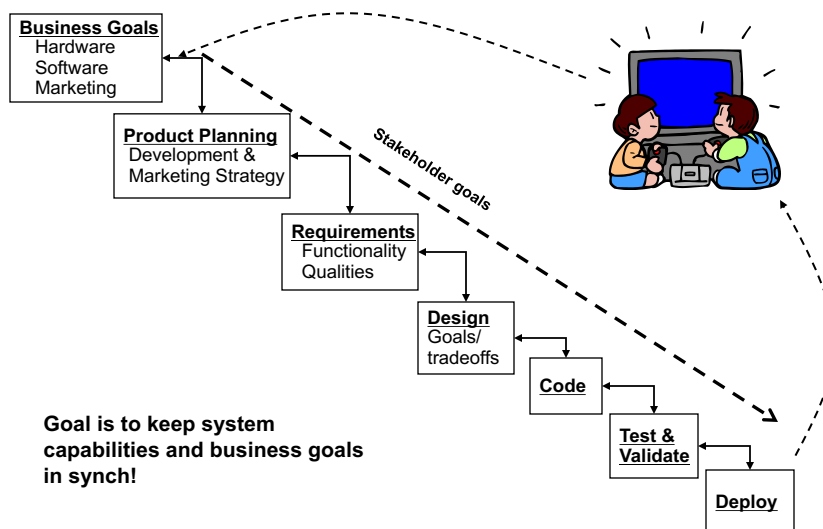 Business Goals
Hardware
Software
Marketing
Product Planning
Development &
Marketing Strategy
Stakeholder goals
Requirements
Functionality
Qualities
Design
Goals/
tradeoffs
Code
Goal is to keep system
capabilities and business goals
in synch!
Test &
Validate
Deploy